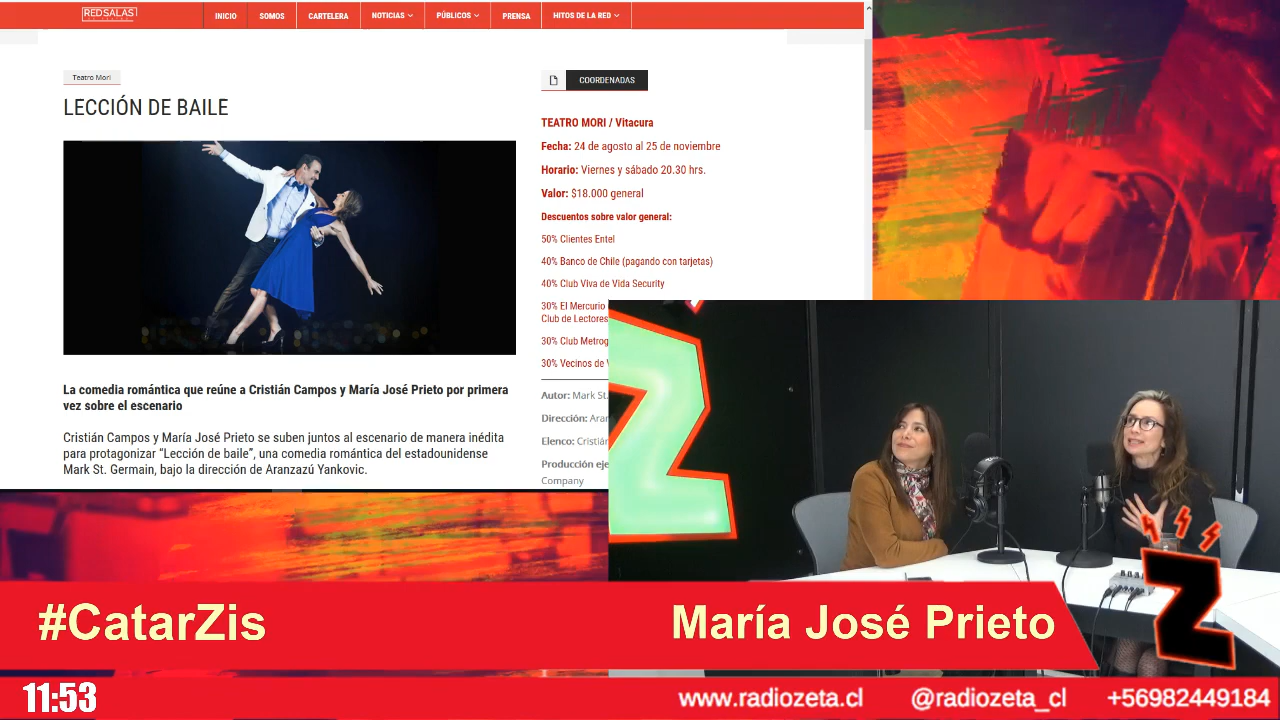 REDSALAS
INICIO
SOMOS
CARTELERA
NOTICIAS
PÚBLICOS
PRENSA
HITOS DE LA RED
Teatro Mori
LECCIÓN DE BAILE
La comedia romántica que reúne a Cristián Campos y María José Prieto por primera
vez sobre el escenario
Cristián Campos y María José Prieto se suben juntos al escenario de manera inédita
para protagonizar “Lección de baile”, una comedia romántica del estadounidense
Mark St. Germain, bajo la dirección de Aranzazú Yankovic.
COORDENADAS
TEATRO MORI / Vitacura
Fecha: 24 de agosto al 25 de noviembre
Horario: Viernes y sábado 20.30 hrs.
Valor: $18.000 general
Descuentos sobre valor general:
50% Clientes Entel
40% Banco de Chile (pagando con tarjetas)
40% Club Viva de Vida Security
30% El Mercurio
Club de Lectores
30% Club Metrog
30% Vecinos de
Autor: Mark St.
Dirección: Aran
Elenco: Cristián
Producción eje
Company
Z
Z
#CatarZis
María José Prieto
11:53
www.radiozeta.cl
@radiozeta_cl
+56982449184